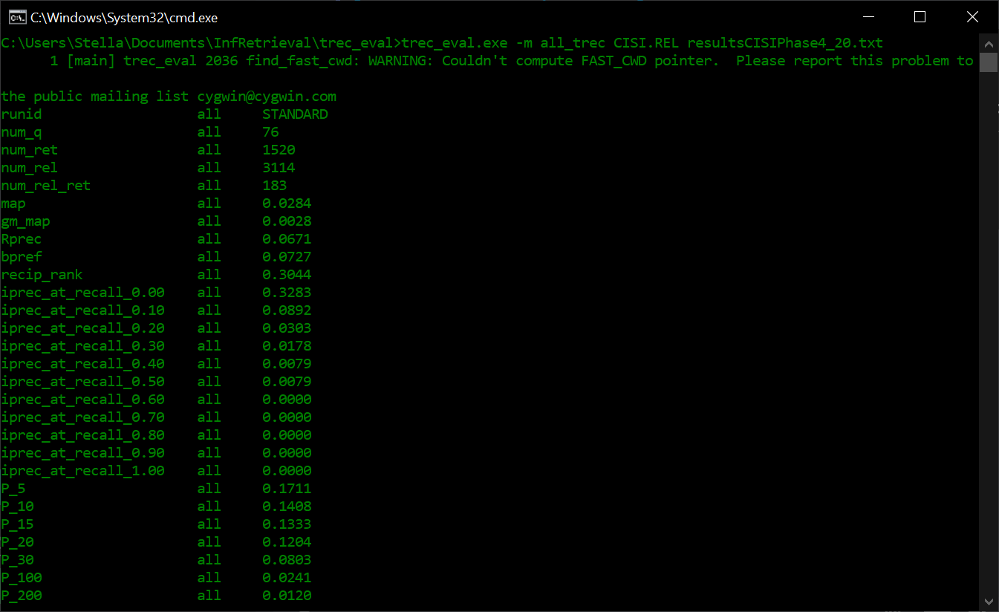 C:\Windows\System32\cmd.exe
C:\Users\Stella\Documents\InfRetrieval\trec_eval>trec_eval.exe -m all_trec CISI.REL resultsCISIPhase4_20.txt
      1 [main] trec_eval 2036 find_fast_cwd: WARNING: Couldn't compute FAST_CWD pointer.  Please report this problem to
the public mailing list cygwin@cygwin.com
runid                   all     STANDARD
num_q                   all     76
num_ret                 all     1520
num_rel                 all     3114
num_rel_ret             all     183
map                     all     0.0284
gm_map                  all     0.0028
Rprec                   all     0.0671
bpref                   all     0.0727
recip_rank              all     0.3044
iprec_at_recall_0.00    all     0.3283
iprec_at_recall_0.10    all     0.0892
iprec_at_recall_0.20    all     0.0303
iprec_at_recall_0.30    all     0.0178
iprec_at_recall_0.40    all     0.0079
iprec_at_recall_0.50    all     0.0079
iprec_at_recall_0.60    all     0.0000
iprec_at_recall_0.70    all     0.0000
iprec_at_recall_0.80    all     0.0000
iprec_at_recall_0.90    all     0.0000
iprec_at_recall_1.00    all     0.0000
P_5                     all     0.1711
P_10                    all     0.1408
P_15                    all     0.1333
P_20                    all     0.1204
P_30                    all     0.0803
P_100                   all     0.0241
P_200                   all     0.0120